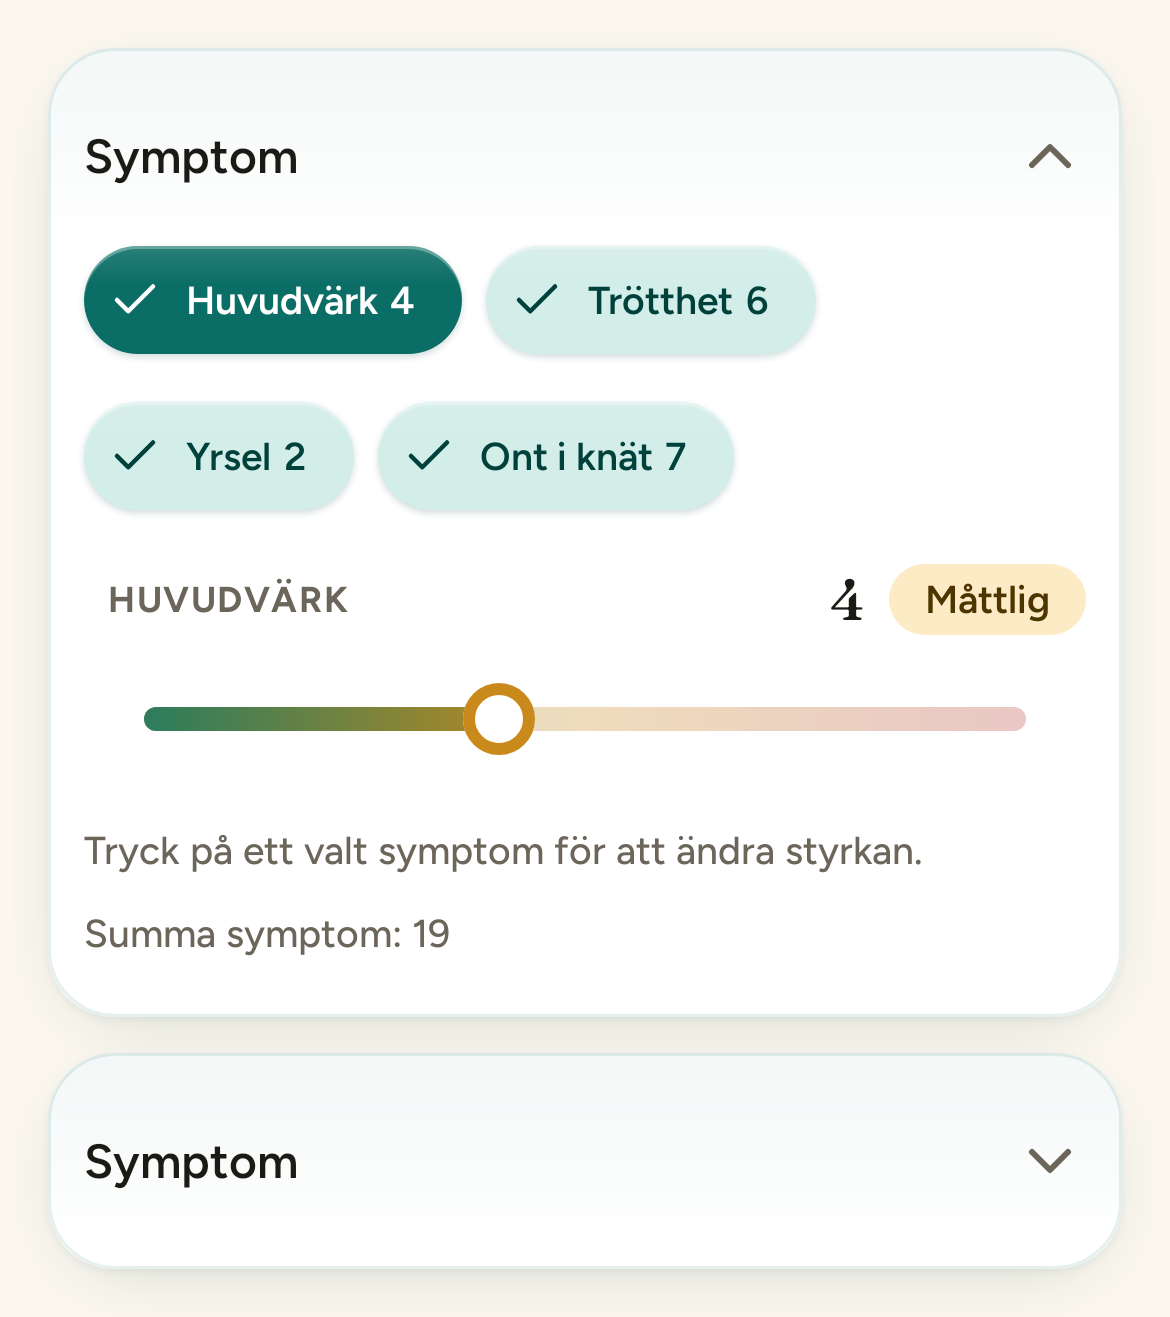 Symptom
Huvudvärk 4
Trötthet 6
Yrsel 2
Ont i knät 7
HUVUDVÄRK 4 Måttlig
Tryck på ett valt symptom för att ändra styrkan.
Summa symptom: 19
Symptom